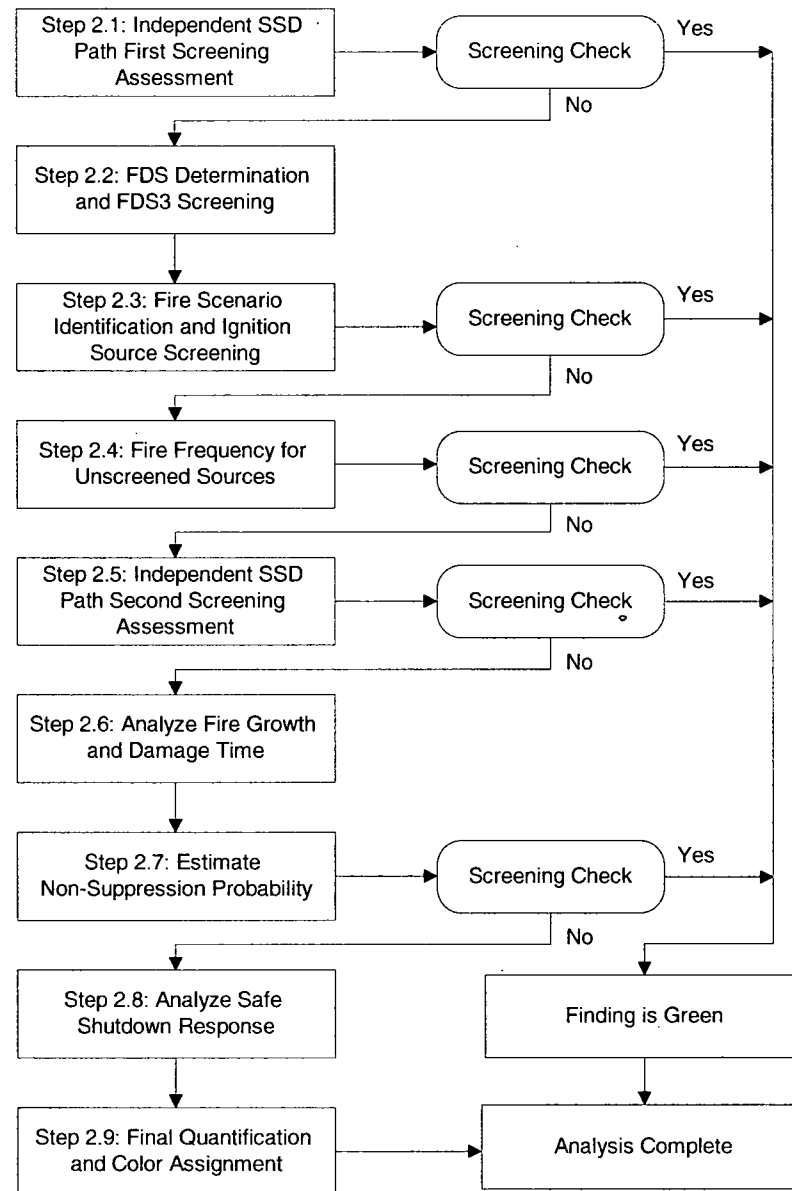 Step 2.1: Independent SSD
Path First Screening
Assessment
Screening Check
Yes
No
Step 2.2: FDS Determination
and FDS3 Screening
Step 2.3: Fire Scenario
Identification and Ignition
Source Screening
Screening Check
Yes
No
Step 2.4: Fire Frequency for
Unscreened Sources
Screening Check
Yes
No
Step 2.5: Independent SSD
Path Second Screening
Assessment
Screening Check
Yes
No
Step 2.6: Analyze Fire Growth
and Damage Time
Step 2.7: Estimate
Non-Suppression Probability
Screening Check
Yes
No
Step 2.8: Analyze Safe
Shutdown Response
Finding is Green
Step 2.9: Final Quantification
and Color Assignment
Analysis Complete